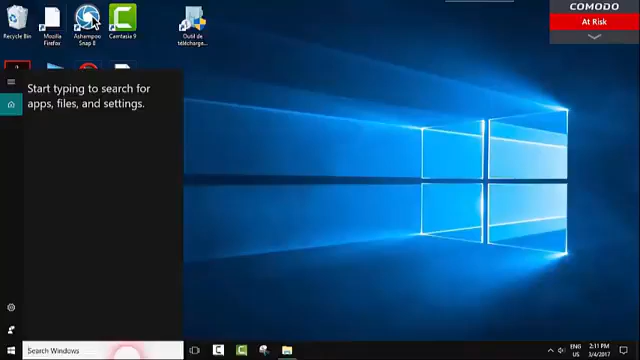 COMODO
At Risk
Recycle Bin
Mozilla
Firefox
Ashampoo
Snap 8
Camtasia 9
Outil de
télécharge...
Start typing to search for
apps, files, and settings.
Search Windows
ENG
US
2:11 PM
3/4/2017